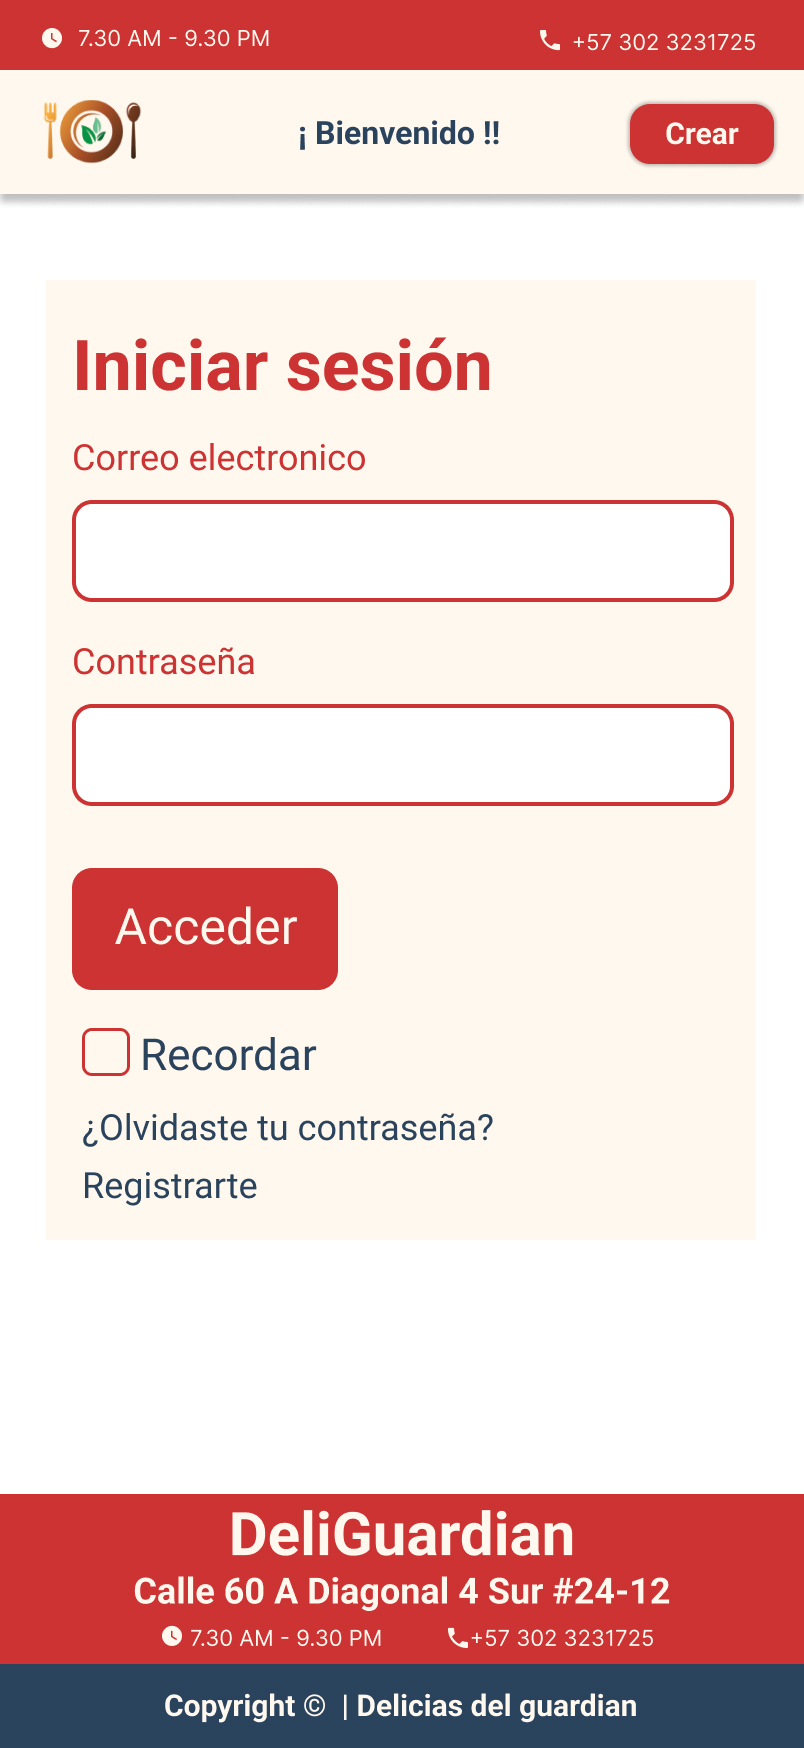 7.30 AM - 9.30 PM
+57 302 3231725
¡ Bienvenido !!
Crear
Iniciar sesión
Correo electronico
Contraseña
Acceder
Recordar
¿Olvidaste tu contraseña?
Registrarte
DeliGuardian
Calle 60 A Diagonal 4 Sur #24-12
7.30 AM - 9.30 PM
+57 302 3231725
Copyright © | Delicias del guardian